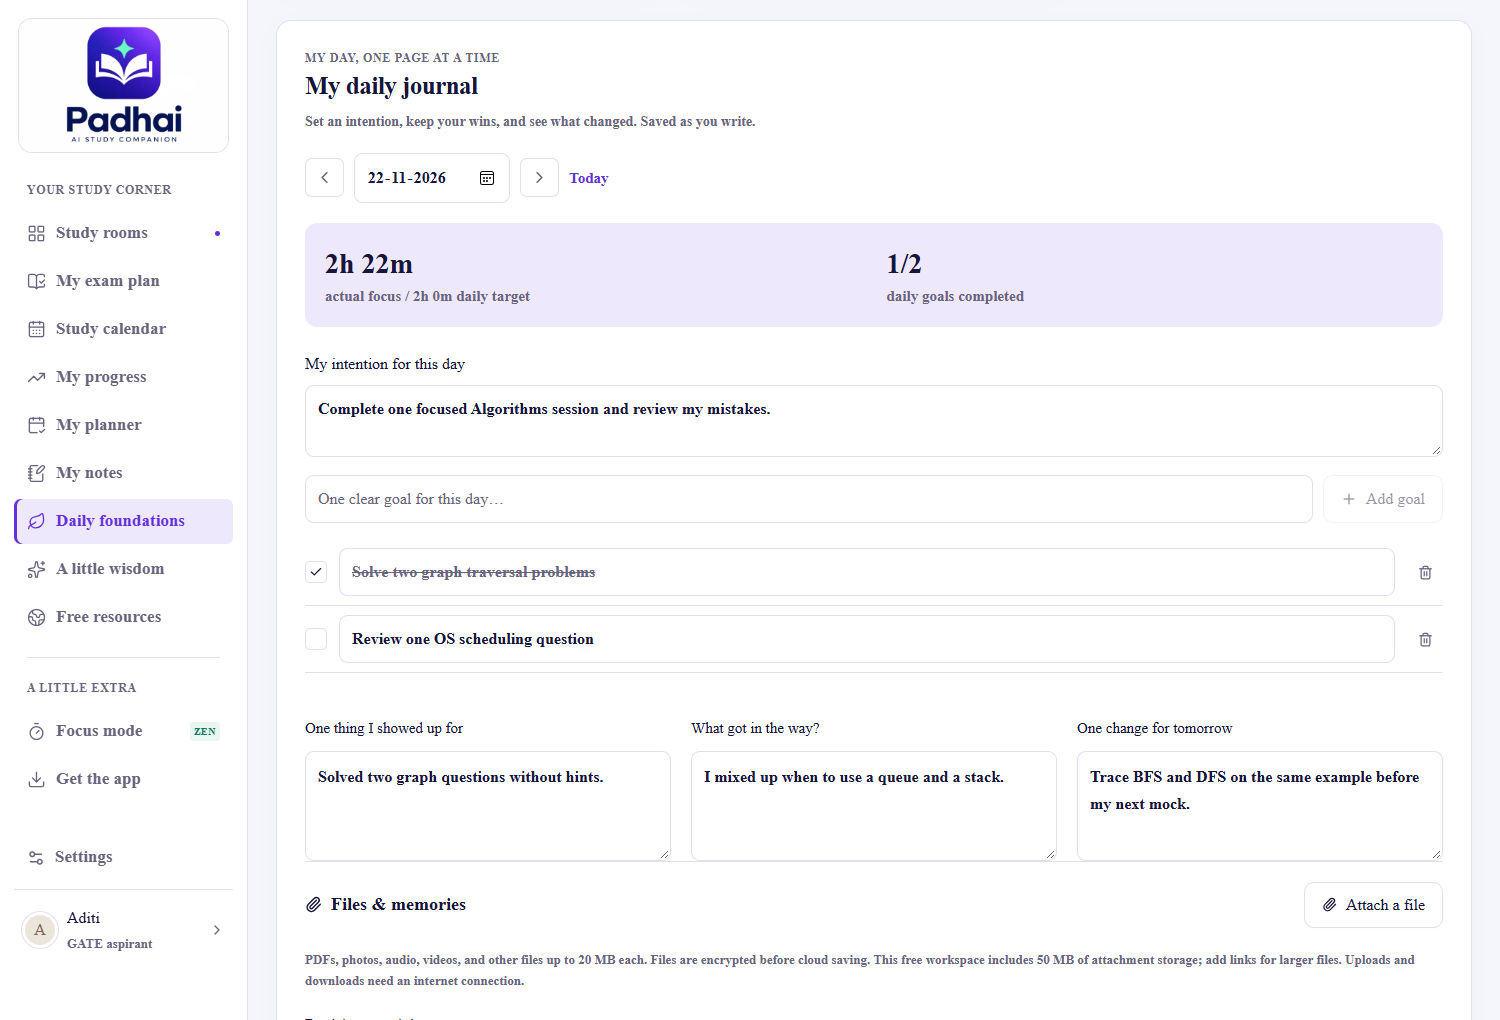 Padhai
AI STUDY COMPANION
YOUR STUDY CORNER
Study rooms
My exam plan
Study calendar
My progress
My planner
My notes
Daily foundations
A little wisdom
Free resources
A LITTLE EXTRA
Focus mode ZEN
Get the app
Settings
A
Aditi
GATE aspirant
MY DAY, ONE PAGE AT A TIME
My daily journal
Set an intention, keep your wins, and see what changed. Saved as you write.
22-11-2026
Today
2h 22m
actual focus / 2h 0m daily target
1/2
daily goals completed
My intention for this day
Complete one focused Algorithms session and review my mistakes.
One clear goal for this day…
Add goal
Solve two graph traversal problems
Review one OS scheduling question
One thing I showed up for
Solved two graph questions without hints.
What got in the way?
I mixed up when to use a queue and a stack.
One change for tomorrow
Trace BFS and DFS on the same example before
my next mock.
Files & memories
Attach a file
PDFs, photos, audio, videos, and other files up to 20 MB each. Files are encrypted before cloud saving. This free workspace includes 50 MB of attachment storage; add links for larger files. Uploads and
downloads need an internet connection.